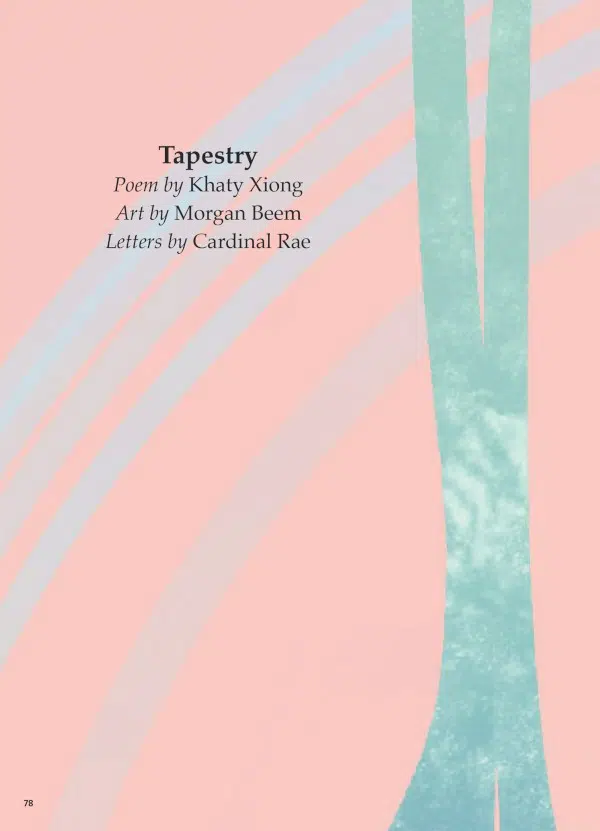 Tapestry
Poem by Khaty Xiong
Art by Morgan Beem
Letters by Cardinal Rae
78